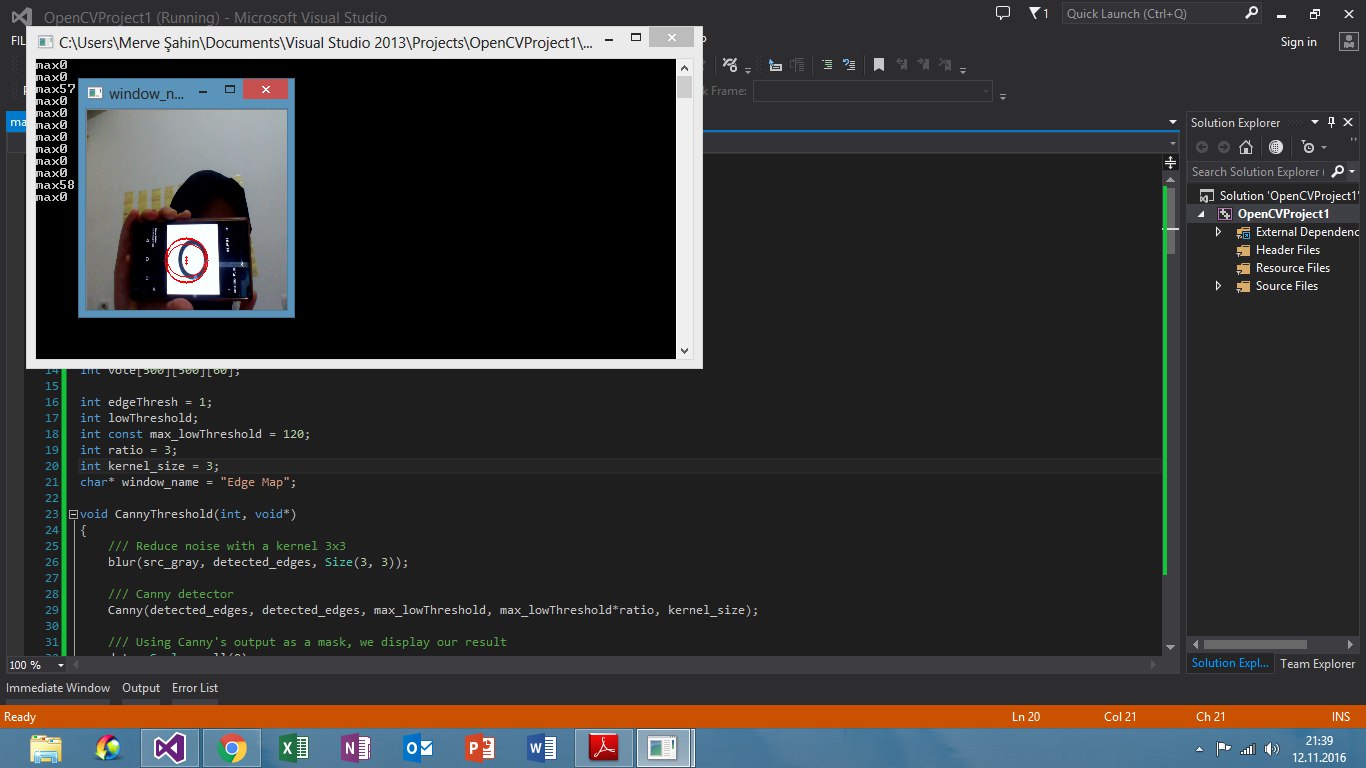 OpenCVProject1 (Running) - Microsoft Visual Studio
1
Quick Launch (Ctrl+Q)
Sign in
C:\Users\Merve Şahin\Documents\Visual Studio 2013\Projects\OpenCVProject1\...
max0
max0
max57
max0
max0
max0
max0
max0
max0
max0
max58
max0
window_n...
Frame:
Solution Explorer
Search Solution Explorer (
Solution 'OpenCVProject1'
OpenCVProject1
External Dependenc
Header Files
Resource Files
Source Files
14 int vote[500][500][60];
15
16 int edgeThresh = 1;
17 int lowThreshold;
18 int const max_lowThreshold = 120;
19 int ratio = 3;
20 int kernel_size = 3;
21 char* window_name = "Edge Map";
22
23 void CannyThreshold(int, void*)
24 {
25 /// Reduce noise with a kernel 3x3
26 blur(src_gray, detected_edges, Size(3, 3));
27
28 /// Canny detector
29 Canny(detected_edges, detected_edges, max_lowThreshold, max_lowThreshold*ratio, kernel_size);
30
31 /// Using Canny's output as a mask, we display our result
100 %
Solution Expl... Team Explorer
Immediate Window Output Error List
Ready Ln 20 Col 21 Ch 21 INS
21:39
12.11.2016